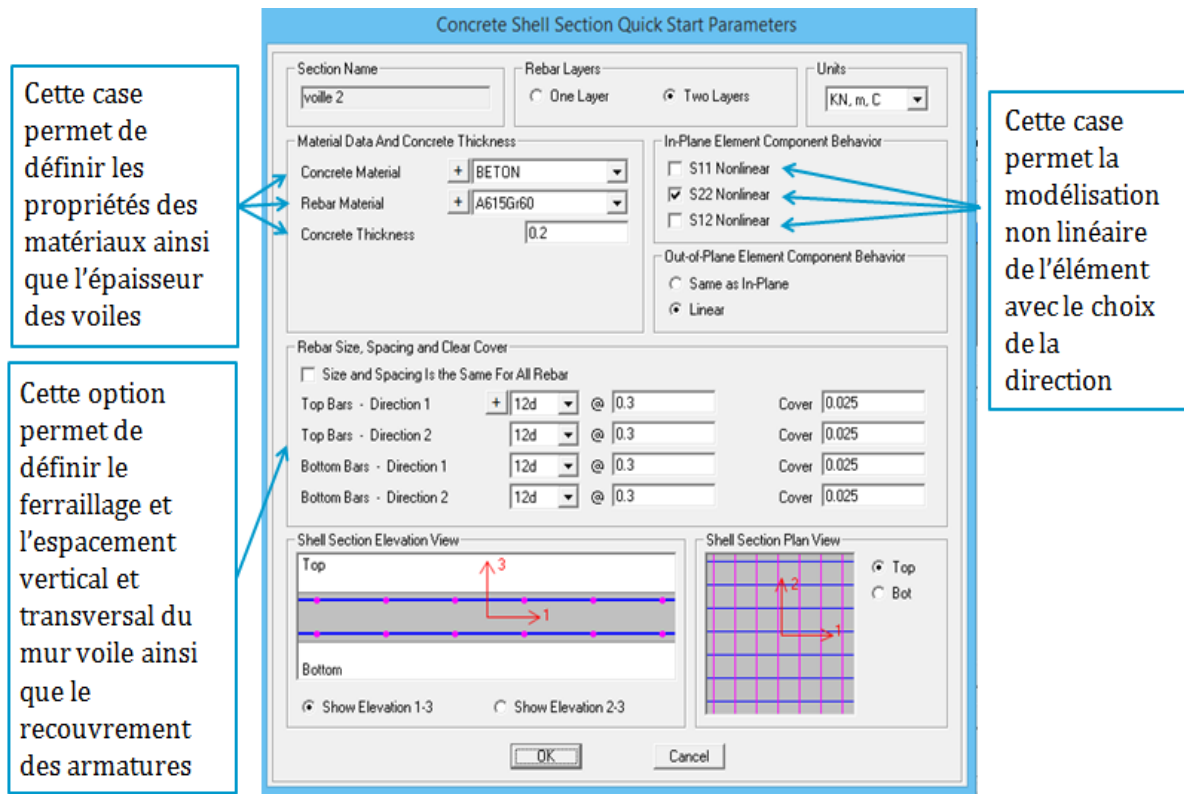 Concrete Shell Section Quick Start Parameters
Cette case
permet de
définir les
propriétés des
matériaux ainsi
que l'épaisseur
des voiles
Cette option
permet de
définir le
ferraillage et
l'espacement
vertical et
transversal du
mur voile ainsi
que le
recouvrement
des armatures
Section Name
voille 2
Rebar Layers
One Layer
Two Layers
Units
KN, m, C
Material Data And Concrete Thickness
Concrete Material + BETON
Rebar Material + A615Gr60
Concrete Thickness 0.2
In-Plane Element Component Behavior
S11 Nonlinear
S22 Nonlinear
S12 Nonlinear
Out-of-Plane Element Component Behavior
Same as In-Plane
Linear
Rebar Size, Spacing and Clear Cover
Size and Spacing Is the Same For All Rebar
Top Bars - Direction 1 + 12d @ 0.3 Cover 0.025
Top Bars - Direction 2 12d @ 0.3 Cover 0.025
Bottom Bars - Direction 1 12d @ 0.3 Cover 0.025
Bottom Bars - Direction 2 12d @ 0.3 Cover 0.025
Shell Section Elevation View
Top
3
1
Bottom
Show Elevation 1-3
Show Elevation 2-3
Shell Section Plan View
2
1
Top
Bot
OK
Cancel
Cette case
permet la
modélisation
non linéaire
de l'élément
avec le choix
de la
direction